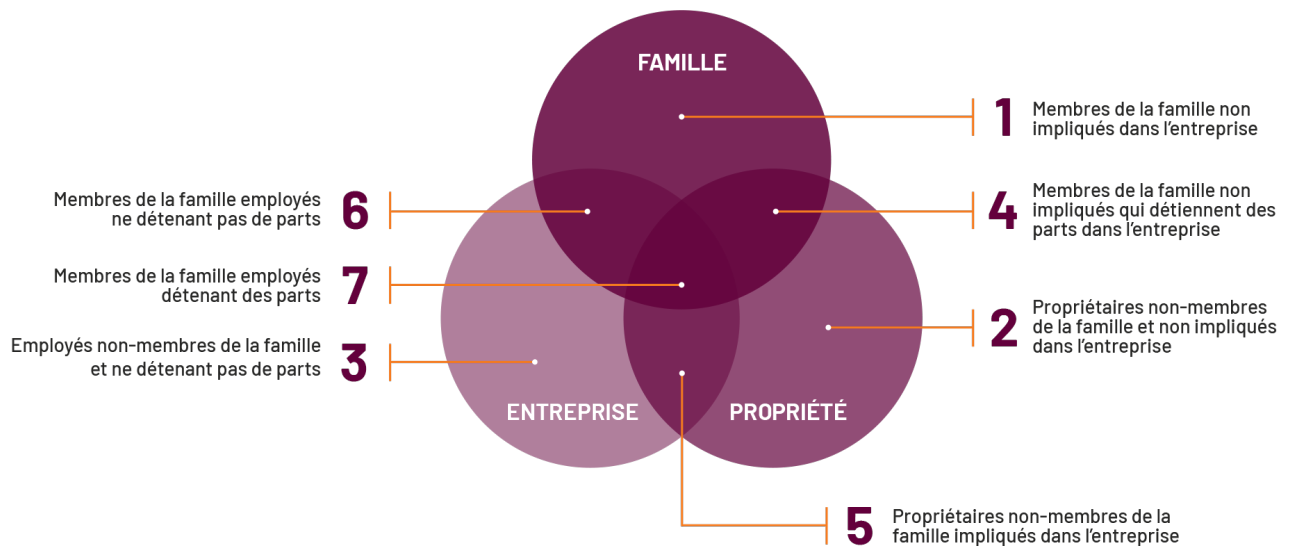 FAMILLE
1
Membres de la famille non
impliqués dans l'entreprise
Membres de la famille employés
ne détenant pas de parts
6
4
Membres de la famille non
impliqués qui détiennent des
parts dans l'entreprise
Membres de la famille employés
détenant des parts
7
2
Propriétaires non-membres
de la famille et non impliqués
dans l'entreprise
Employés non-membres de la famille
et ne détenant pas de parts
3
ENTREPRISE
PROPRIÉTÉ
5
Propriétaires non-membres de la
famille impliqués dans l'entreprise